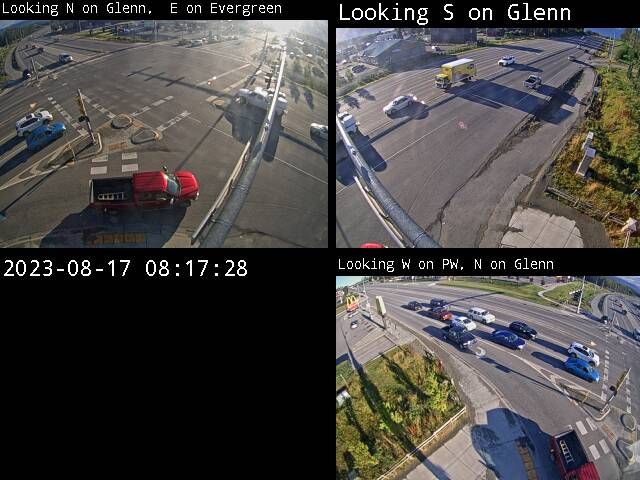 Looking N on Glenn, E on Evergreen
Looking S on Glenn
2023-08-17 08:17:28
Looking W on PW, N on Glenn